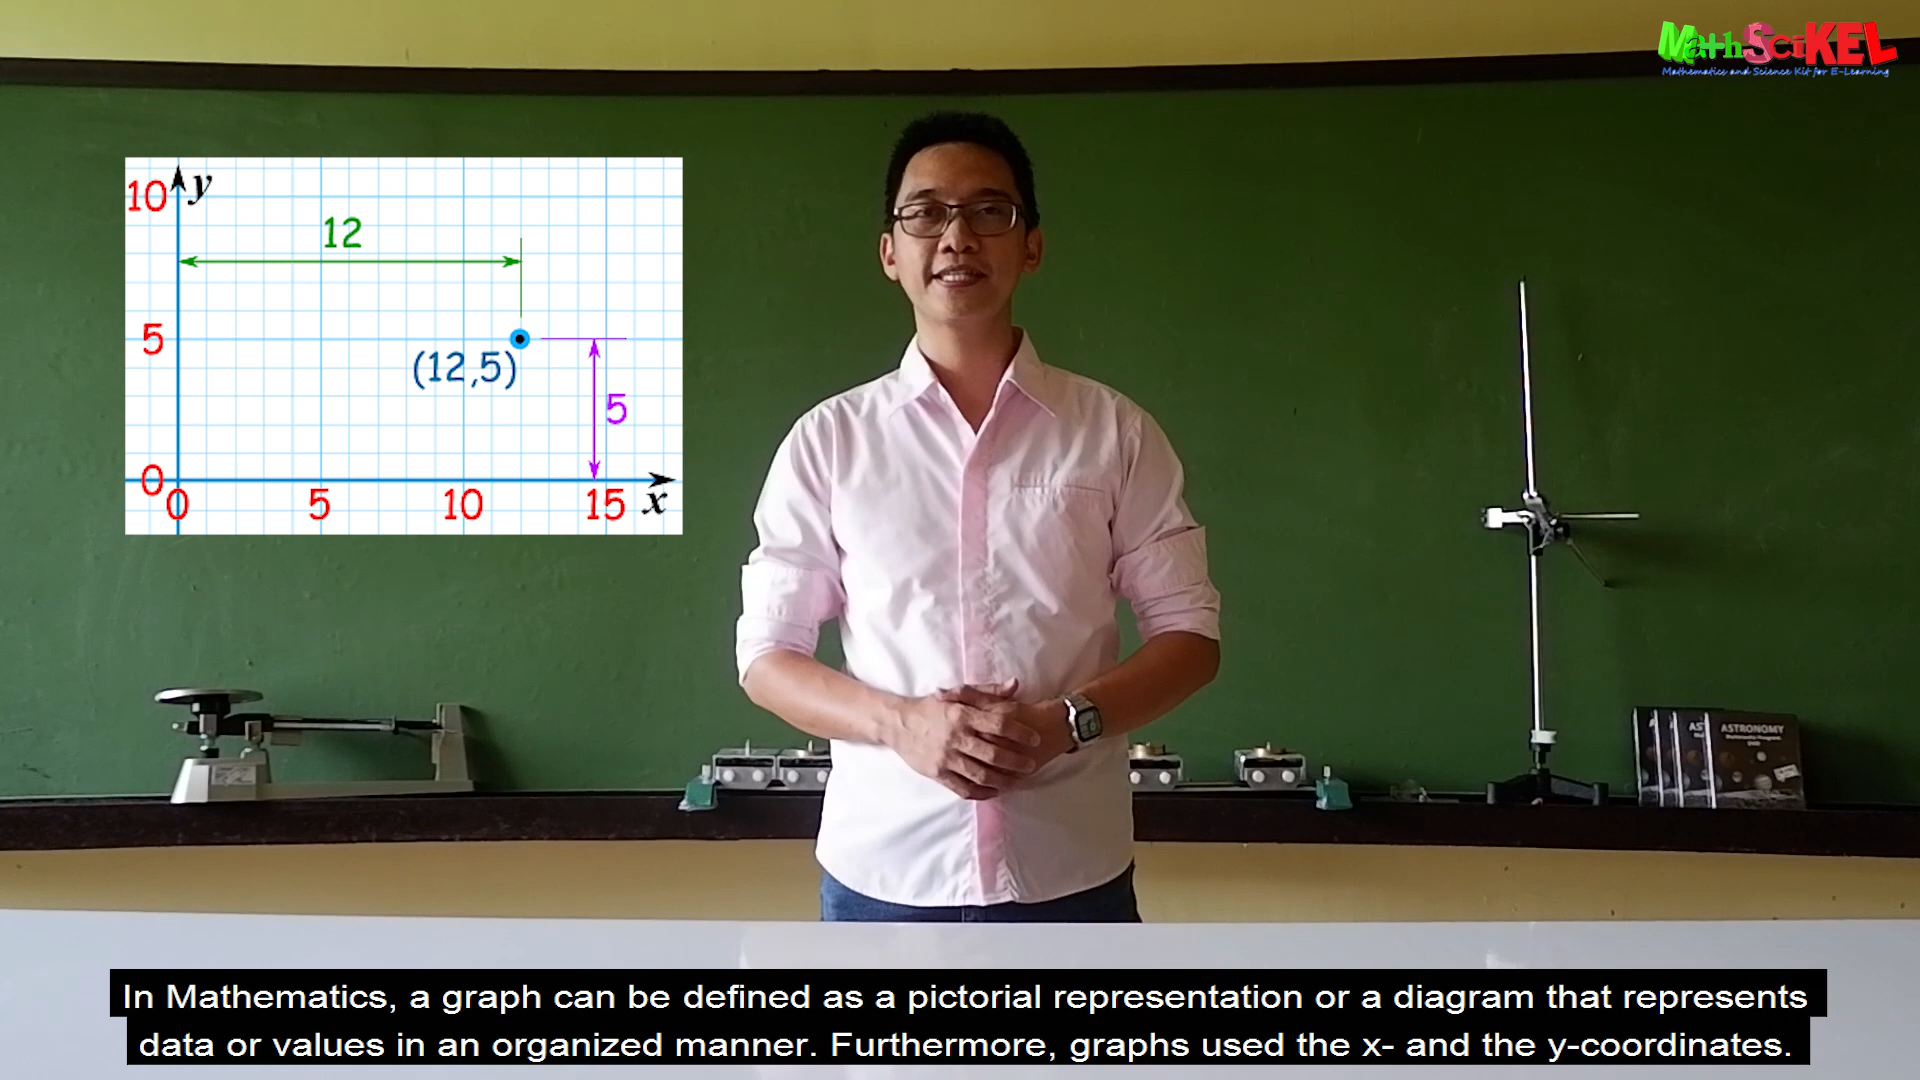 MathSciKEL
Mathematics and Science Kit for E-Learning
10
y
12
5
(12,5)
5
0
0
5
10
15
x
ASTRONOMY
In Mathematics, a graph can be defined as a pictorial representation or a diagram that represents
data or values in an organized manner. Furthermore, graphs used the x- and the y-coordinates.